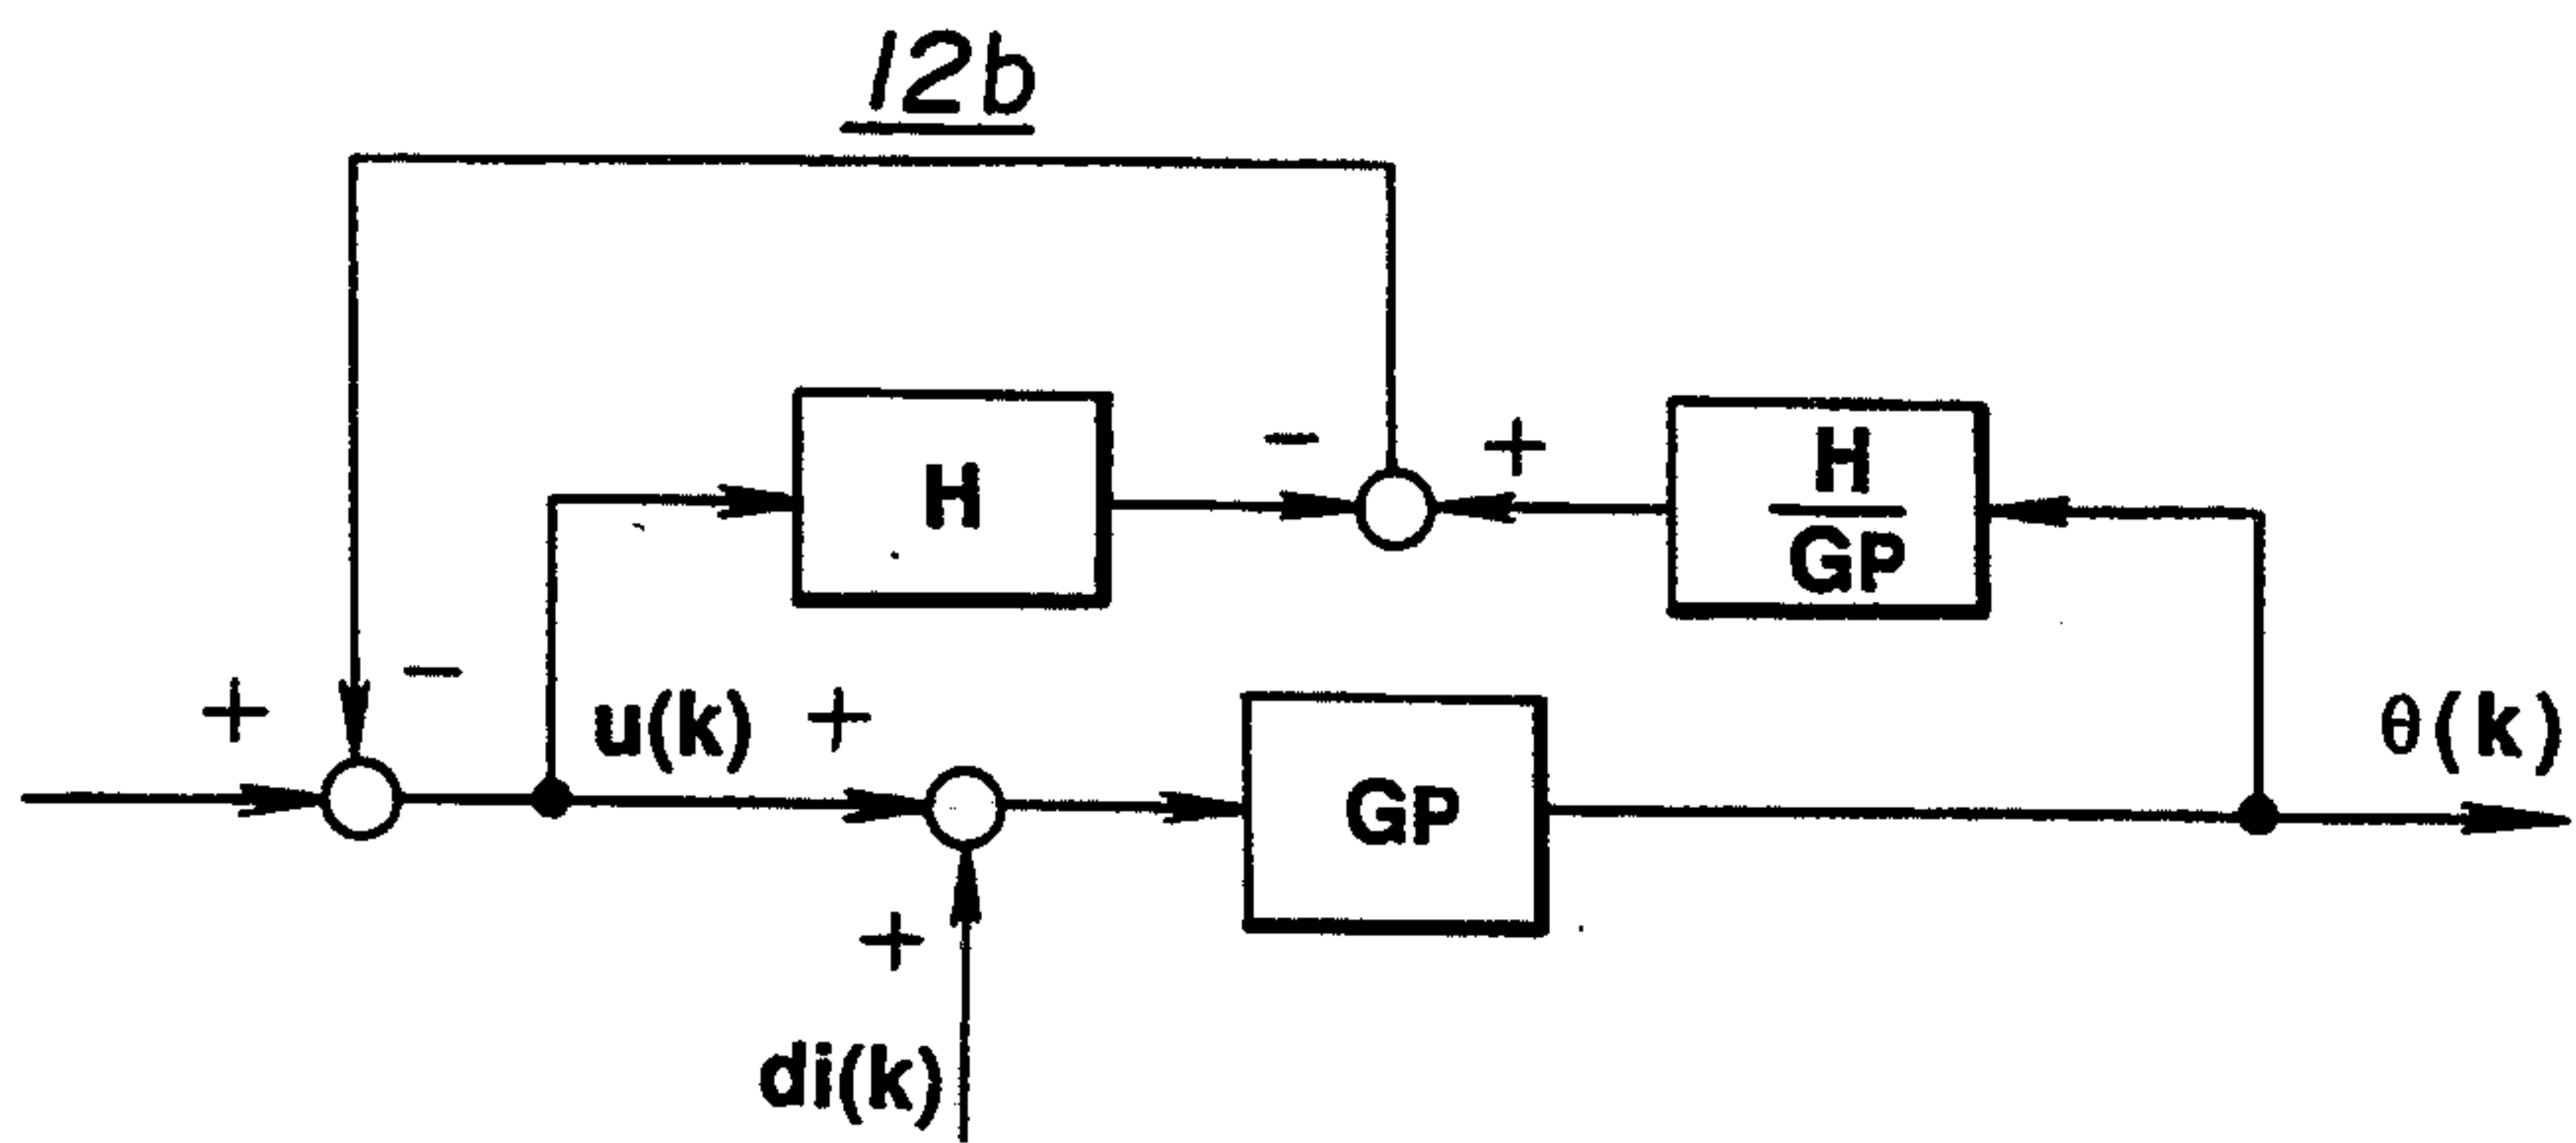 12b
− +
H
H
GP
+ −
u(k) +
GP
θ(k)
+
di(k)